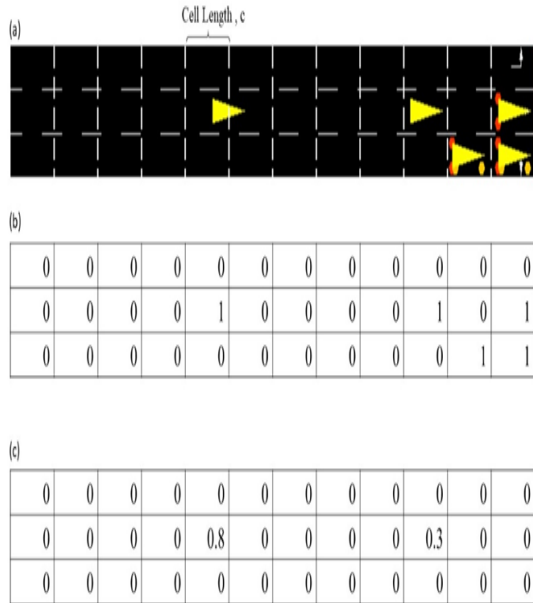 Cell Length , c
(a)
(b)
0 0 0 0 0 0 0 0 0 0 0 0
0 0 0 0 1 0 0 0 0 1 0 1
0 0 0 0 0 0 0 0 0 0 1 1
(c)
0 0 0 0 0 0 0 0 0 0 0 0
0 0 0 0 0.8 0 0 0 0 0.3 0 0
0 0 0 0 0 0 0 0 0 0 0 0